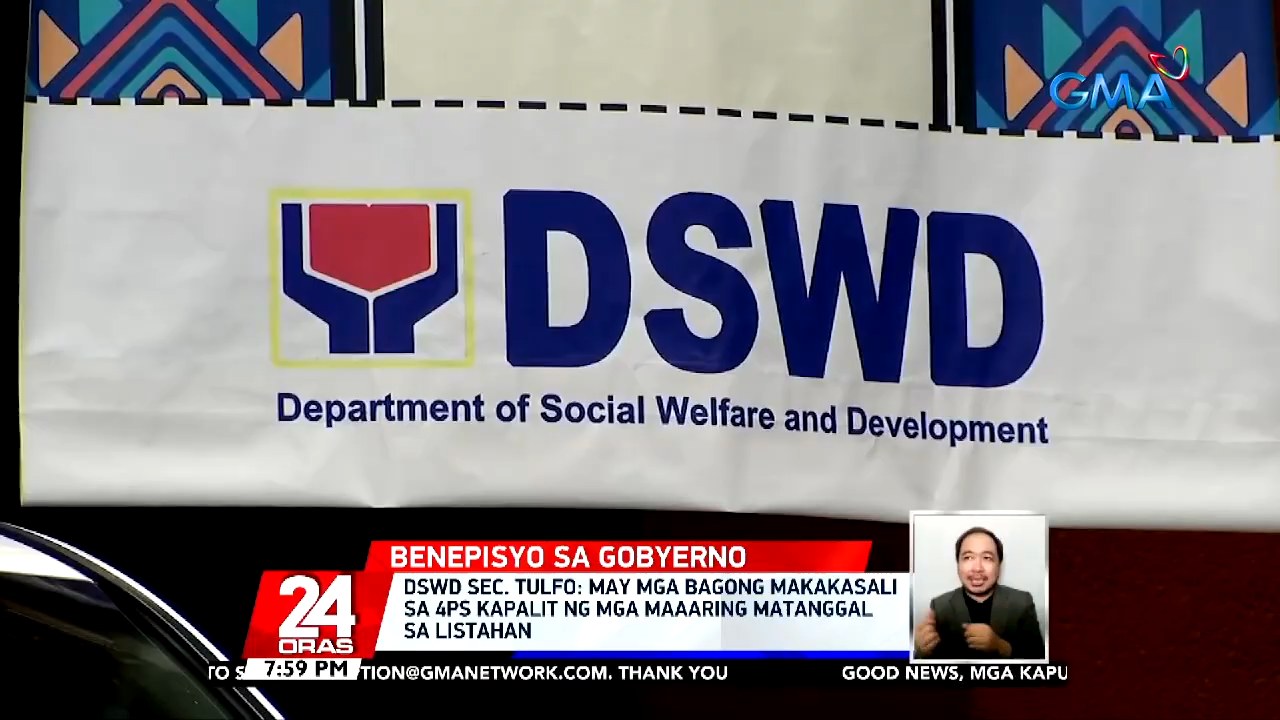 GMA
DSWD
Department of Social Welfare and Development
BENEPISYO SA GOBYERNO
DSWD SEC. TULFO: MAY MGA BAGONG MAKAKASALI
SA 4PS KAPALIT NG MGA MAAARING MATANGGAL
SA LISTAHAN
24
ORAS
7:59 PM
TO S TION@GMANETWORK.COM. THANK YOU GOOD NEWS, MGA KAPU